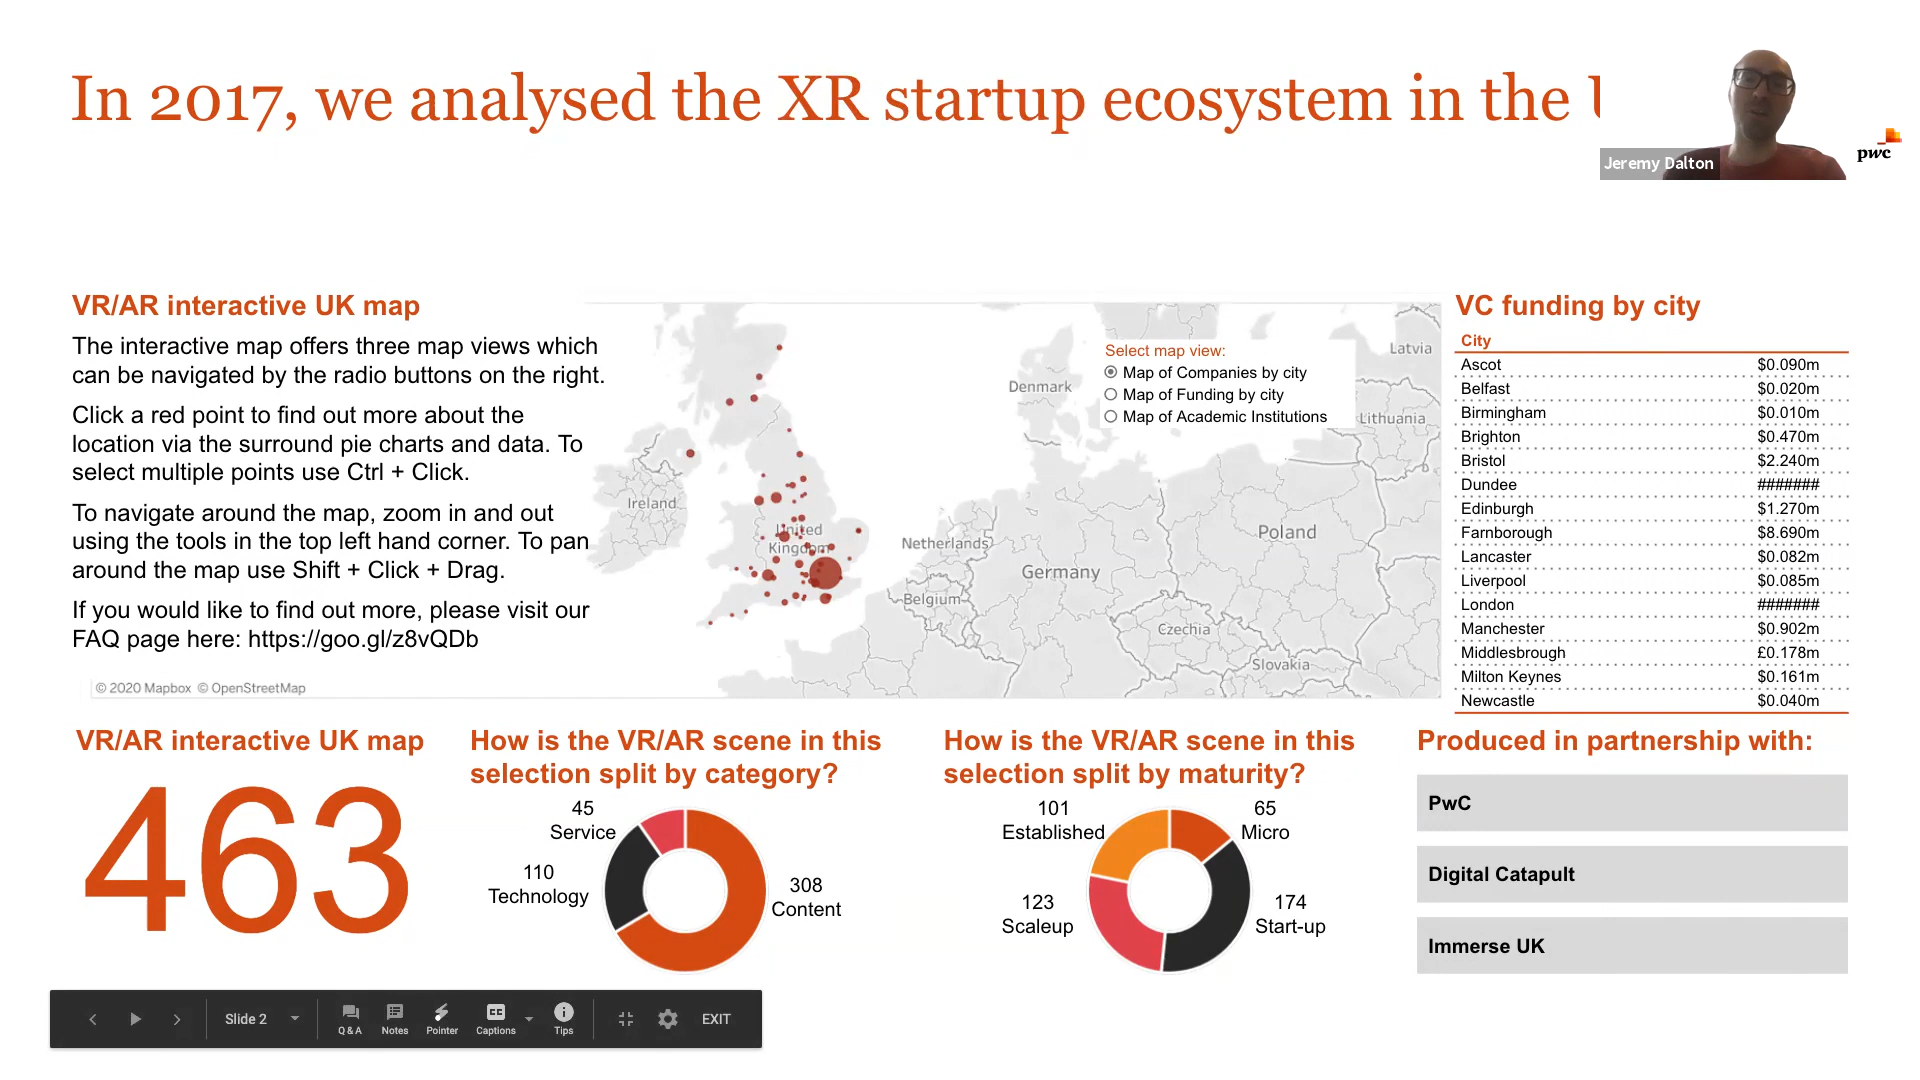 In 2017, we analysed the XR startup ecosystem in the
Jeremy Dalton
pwc
VR/AR interactive UK map
The interactive map offers three map views which
can be navigated by the radio buttons on the right.
Click a red point to find out more about the
location via the surround pie charts and data. To
select multiple points use Ctrl + Click.
To navigate around the map, zoom in and out
using the tools in the top left hand corner. To pan
around the map use Shift + Click + Drag.
If you would like to find out more, please visit our
FAQ page here: https://goo.gl/z8vQDb
© 2020 Mapbox © OpenStreetMap
Select map view:
Map of Companies by city
Map of Funding by city
Map of Academic Institutions
Latvia
Denmark
Lithuania
Ireland
United
Kingdom
Netherlands
Poland
Germany
Belgium
Czechia
Slovakia
VC funding by city
City
Ascot $0.090m
Belfast $0.020m
Birmingham $0.010m
Brighton $0.470m
Bristol $2.240m
Dundee #######
Edinburgh $1.270m
Farnborough $8.690m
Lancaster $0.082m
Liverpool $0.085m
London #######
Manchester $0.902m
Middlesbrough £0.178m
Milton Keynes $0.161m
Newcastle $0.040m
VR/AR interactive UK map
463
How is the VR/AR scene in this
selection split by category?
45
Service
110
Technology
308
Content
How is the VR/AR scene in this
selection split by maturity?
101
Established
65
Micro
123
Scaleup
174
Start-up
Produced in partnership with:
PwC
Digital Catapult
Immerse UK
Slide 2
Q & A
Notes
Pointer
CC
Captions
Tips
EXIT